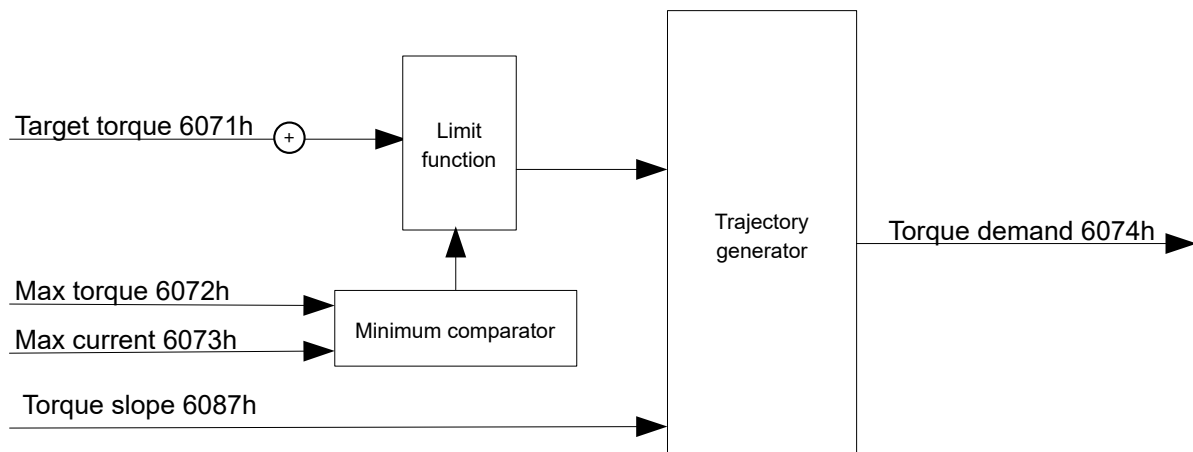 Target torque 6071h
+
Limit
function
Trajectory
generator
Torque demand 6074h
Max torque 6072h
Minimum comparator
Max current 6073h
Torque slope 6087h